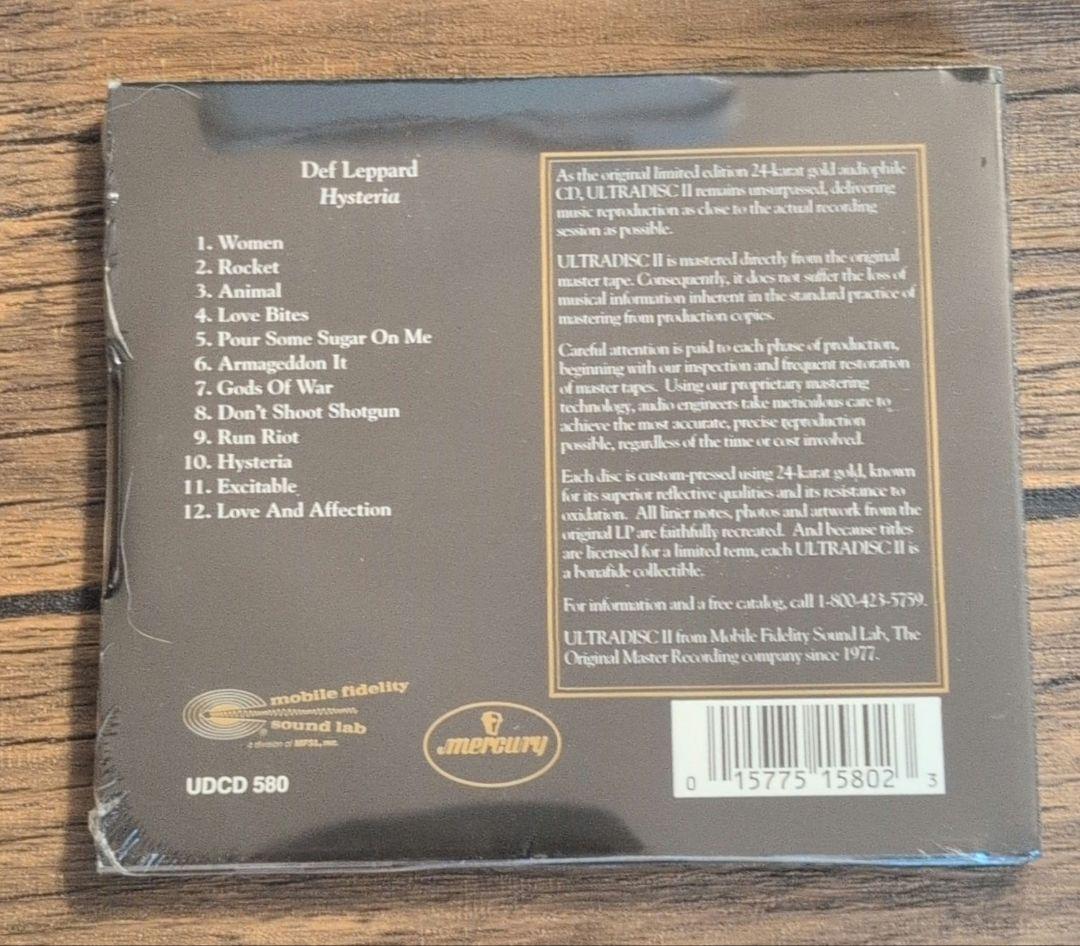 Def Leppard
Hysteria
1. Women
2. Rocket
3. Animal
4. Love Bites
5. Pour Some Sugar On Me
6. Armageddon It
7. Gods Of War
8. Don't Shoot Shotgun
9. Run Riot
10. Hysteria
11. Excitable
12. Love And Affection
As the original limited edition 24-karat gold audiophile
CD, ULTRADISC II remains unsurpassed, delivering
music reproduction as close to the actual recording
session as possible.
ULTRADISC II is mastered directly from the original
master tape. Consequently, it does not suffer the loss of
musical information inherent in the standard practice of
mastering from production copies.
Careful attention is paid to each phase of production,
beginning with our inspection and frequent restoration
of master tapes. Using our proprietary mastering
technology, audio engineers take meticulous care to
achieve the most accurate, precise reproduction
possible, regardless of the time or cost involved.
Each disc is custom-pressed using 24-karat gold, known
for its superior reflective qualities and its resistance to
oxidation. All liner notes, photos and artwork from the
original LP are faithfully recreated. And because titles
are licensed for a limited term, each ULTRADISC II is
a bonafide collectible.
For information and a free catalog, call 1-800-423-5759.
ULTRADISC II from Mobile Fidelity Sound Lab, The
Original Master Recording company since 1977.
mobile fidelity
sound lab
a division of MFSL, INC.
UDCD 580
mercury
0 15775 15802 3